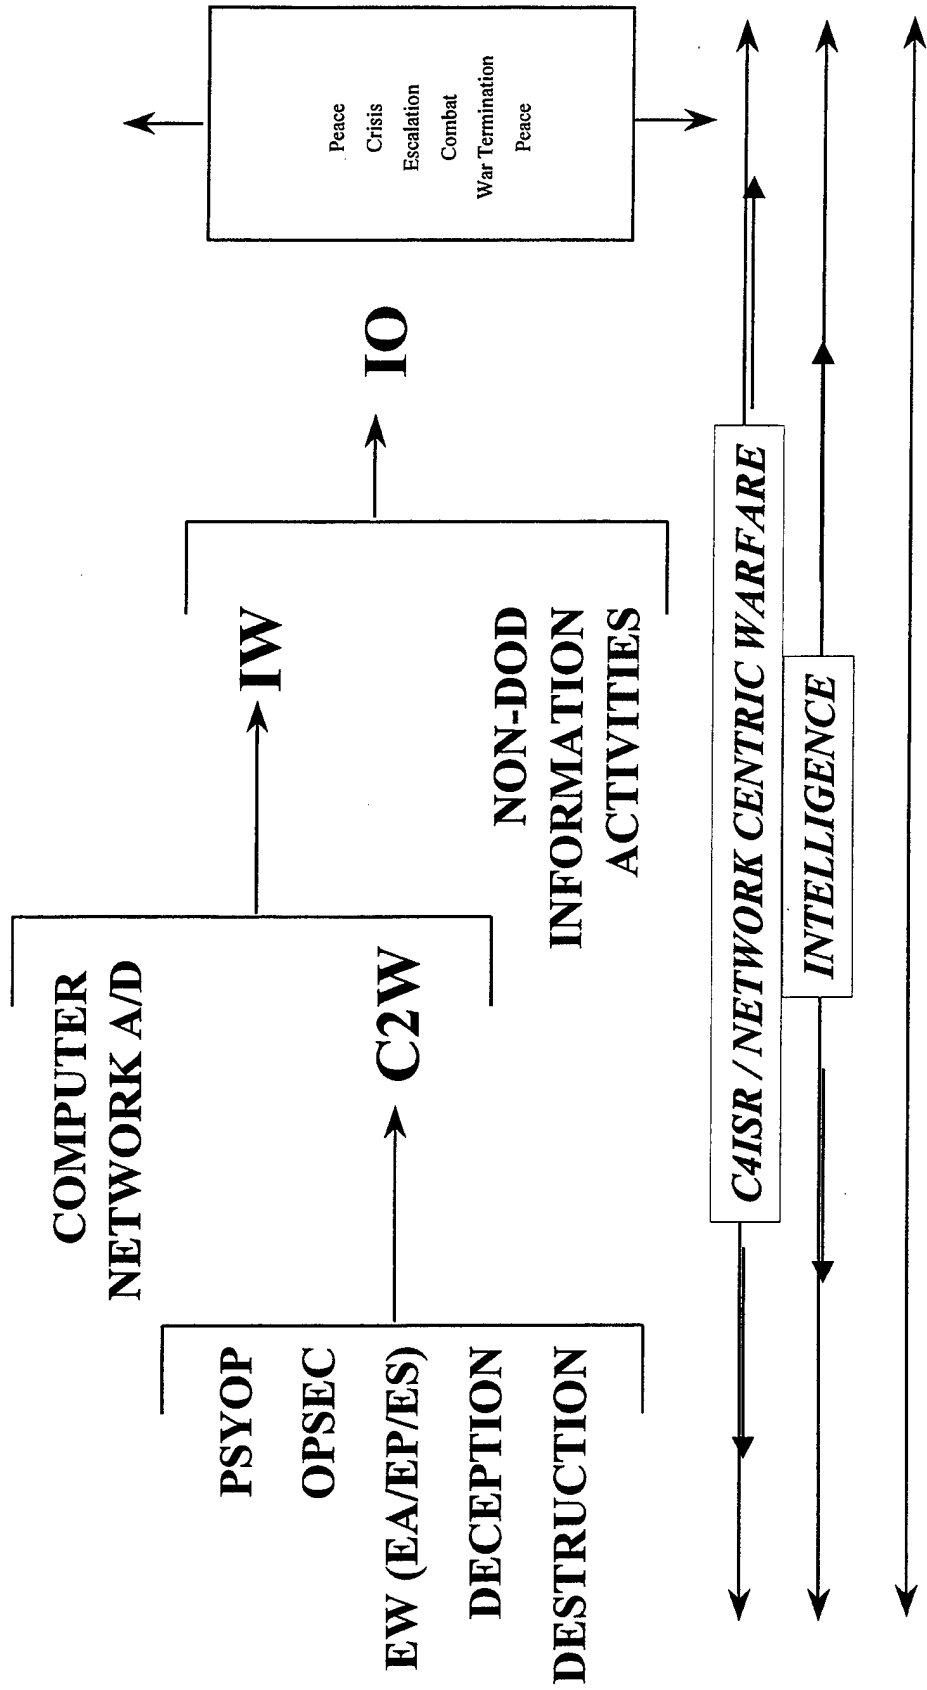 PSYOP
OPSEC
EW (EA/EP/ES)
DECEPTION
DESTRUCTION
COMPUTER
NETWORK A/D
C2W
IW
NON-DOD
INFORMATION
ACTIVITIES
IO
Peace
Crisis
Escalation
Combat
War Termination
Peace
C4ISR / NETWORK CENTRIC WARFARE
INTELLIGENCE